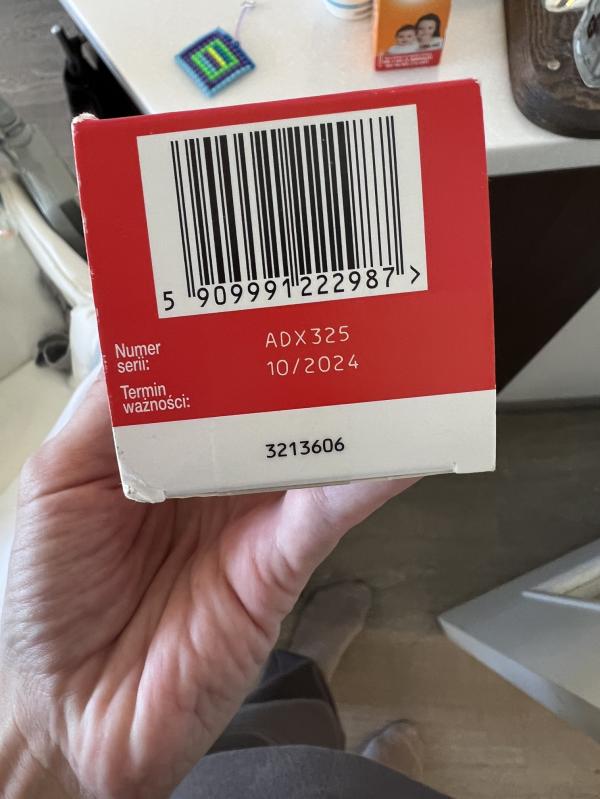 5 909991 222987 >
Numer
serii:
ADX325
10/2024
Termin
ważności:
3213606